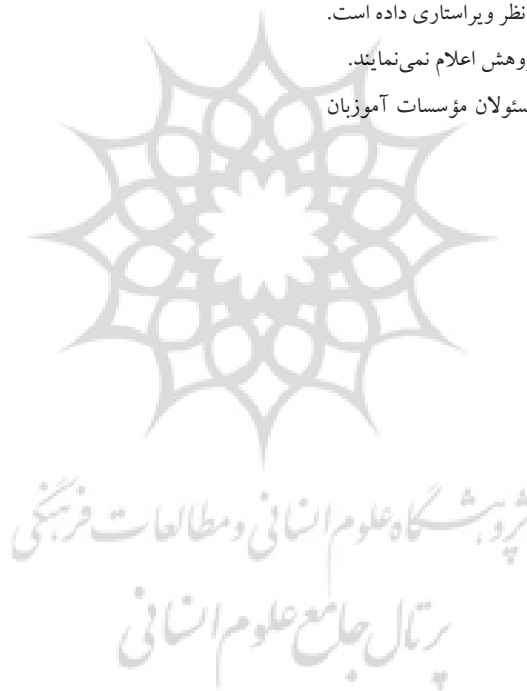 نظر ویراستاری داده است.
وهش اعلام نمی‌نمایند.
سئولان مؤسسات آموزبان
پژوهشگاه علوم انسانی و مطالعات فرهنگی
پرتال جامع علوم انسانی